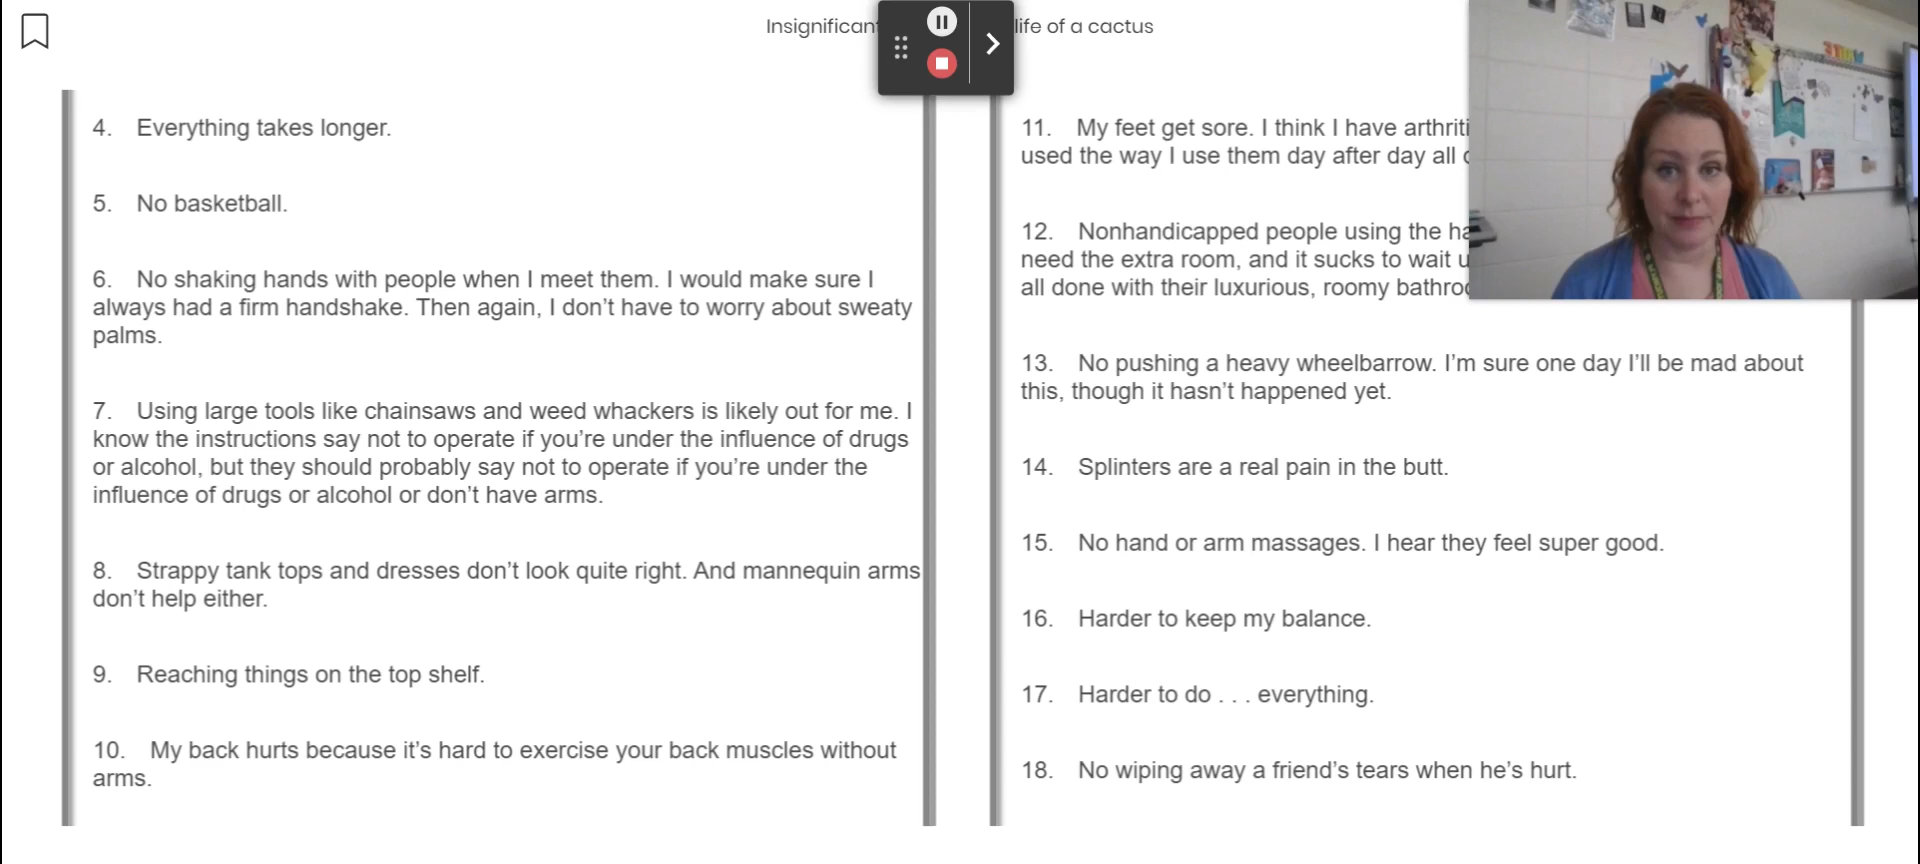 Insignificant life of a cactus
4. Everything takes longer.
5. No basketball.
6. No shaking hands with people when I meet them. I would make sure I
always had a firm handshake. Then again, I don’t have to worry about sweaty
palms.
7. Using large tools like chainsaws and weed whackers is likely out for me. I
know the instructions say not to operate if you’re under the influence of drugs
or alcohol, but they should probably say not to operate if you’re under the
influence of drugs or alcohol or don’t have arms.
8. Strappy tank tops and dresses don’t look quite right. And mannequin arms
don’t help either.
9. Reaching things on the top shelf.
10. My back hurts because it’s hard to exercise your back muscles without
arms.
11. My feet get sore. I think I have
used the way I use them day after day all
12. Nonhandicapped people using the
need the extra room, and it sucks to wait
all done with their luxurious, roomy
13. No pushing a heavy wheelbarrow. I’m sure one day I’ll be mad about
this, though it hasn’t happened yet.
14. Splinters are a real pain in the butt.
15. No hand or arm massages. I hear they feel super good.
16. Harder to keep my balance.
17. Harder to do . . . everything.
18. No wiping away a friend’s tears when he’s hurt.